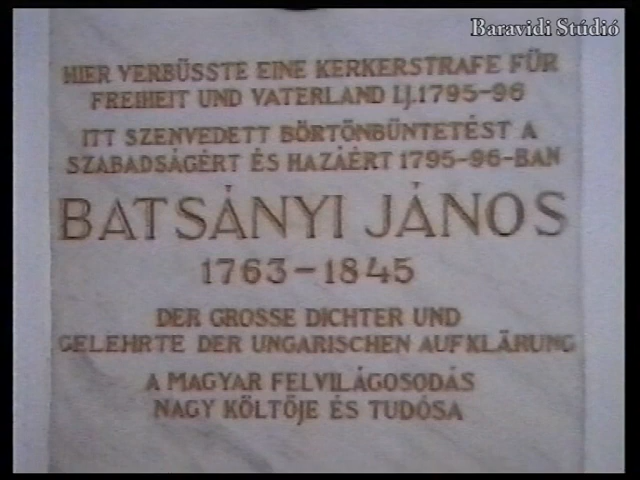 Baravidi Stúdió
HIER VERBÜSSTE EINE KERKERSTRAFE FÜR
FREIHEIT UND VATERLAND I.J.1795-96
ITT SZENVEDETT BÖRTÖNBÜNTETÉST A
SZABADSÁGÉRT ÉS HAZÁÉRT 1795-96-BAN
BATSÁNYI JÁNOS
1763-1845
DER GROSSE DICHTER UND
GELEHRTE DER UNGARISCHEN AUFKLÄRUNG
A MAGYAR FELVILÁGOSODÁS
NAGY KÖLTŐJE ÉS TUDÓSA